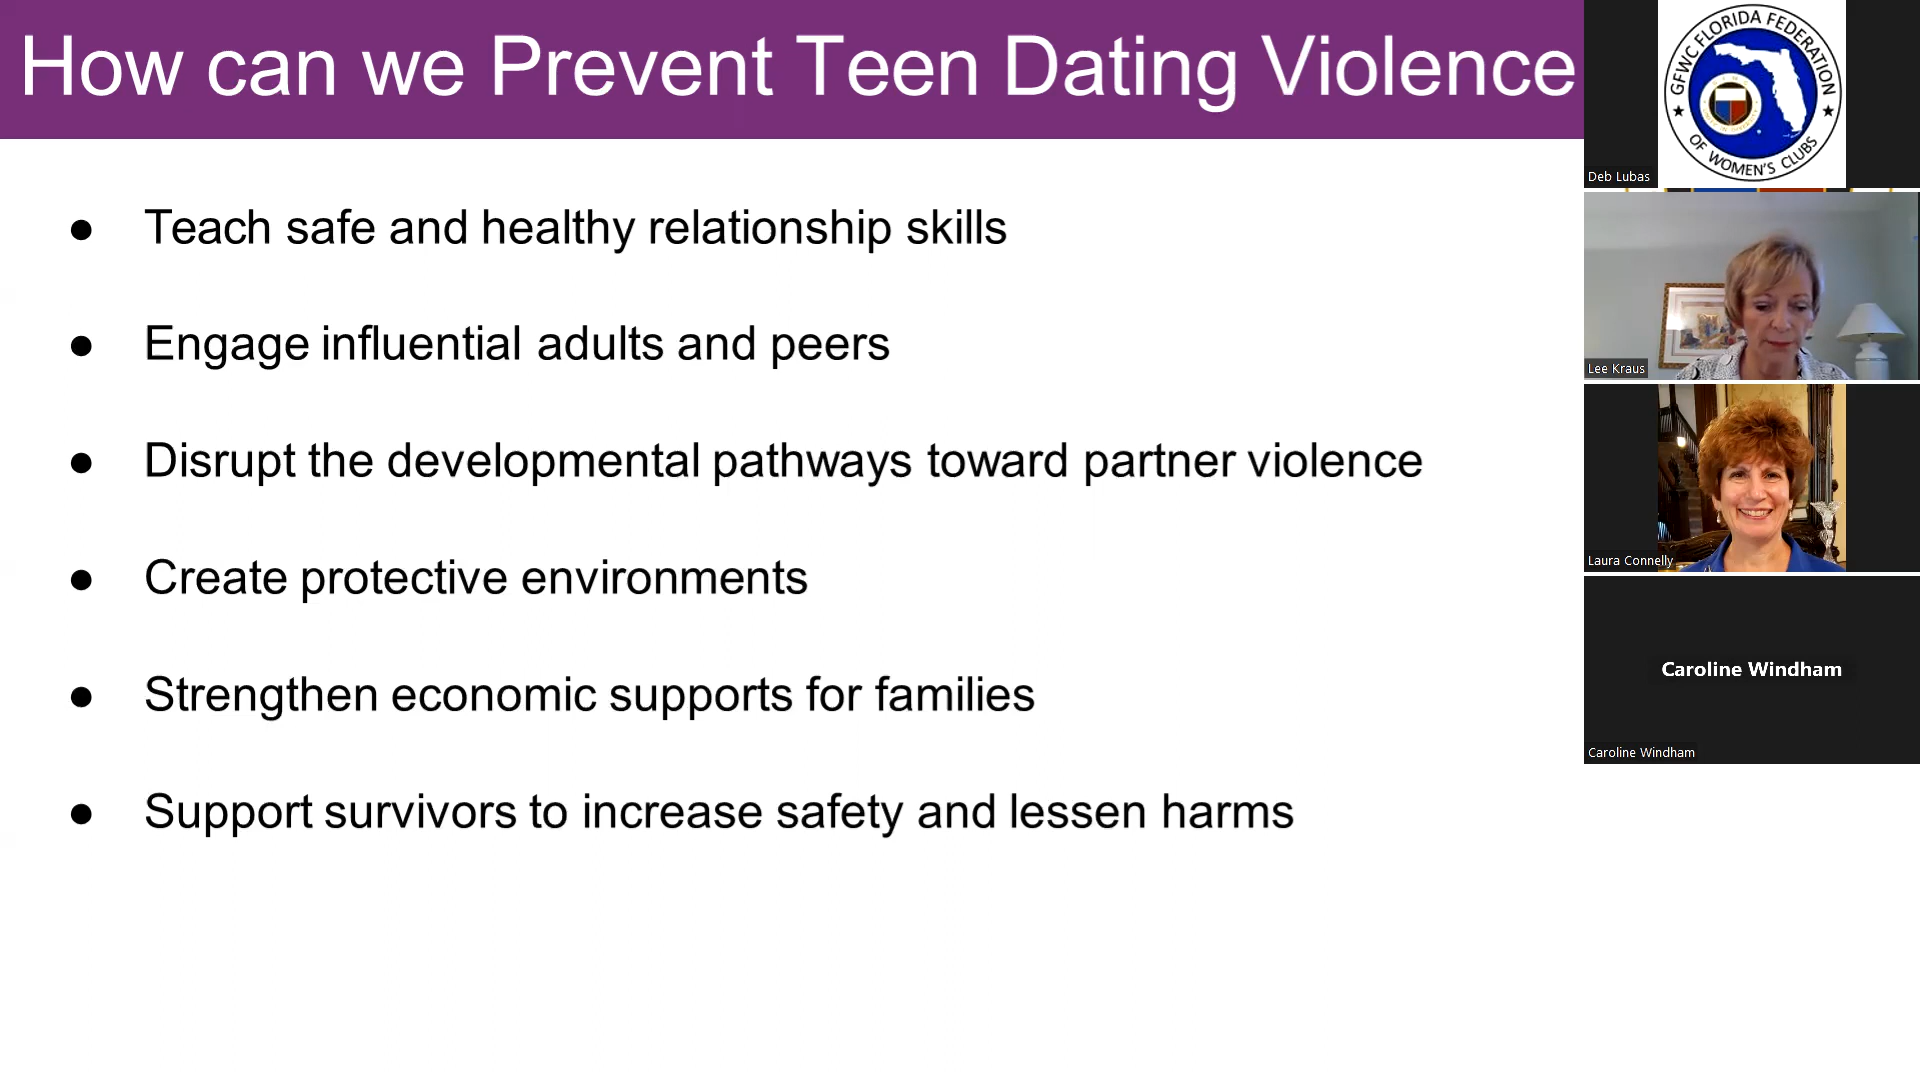 How can we Prevent Teen Dating Violence
● Teach safe and healthy relationship skills
● Engage influential adults and peers
● Disrupt the developmental pathways toward partner violence
● Create protective environments
● Strengthen economic supports for families
● Support survivors to increase safety and lessen harms
GFWC FLORIDA FEDERATION
★ ★
OF WOMEN'S CLUBS
Deb Lubas
Lee Kraus
Laura Connelly
Caroline Windham
Caroline Windham